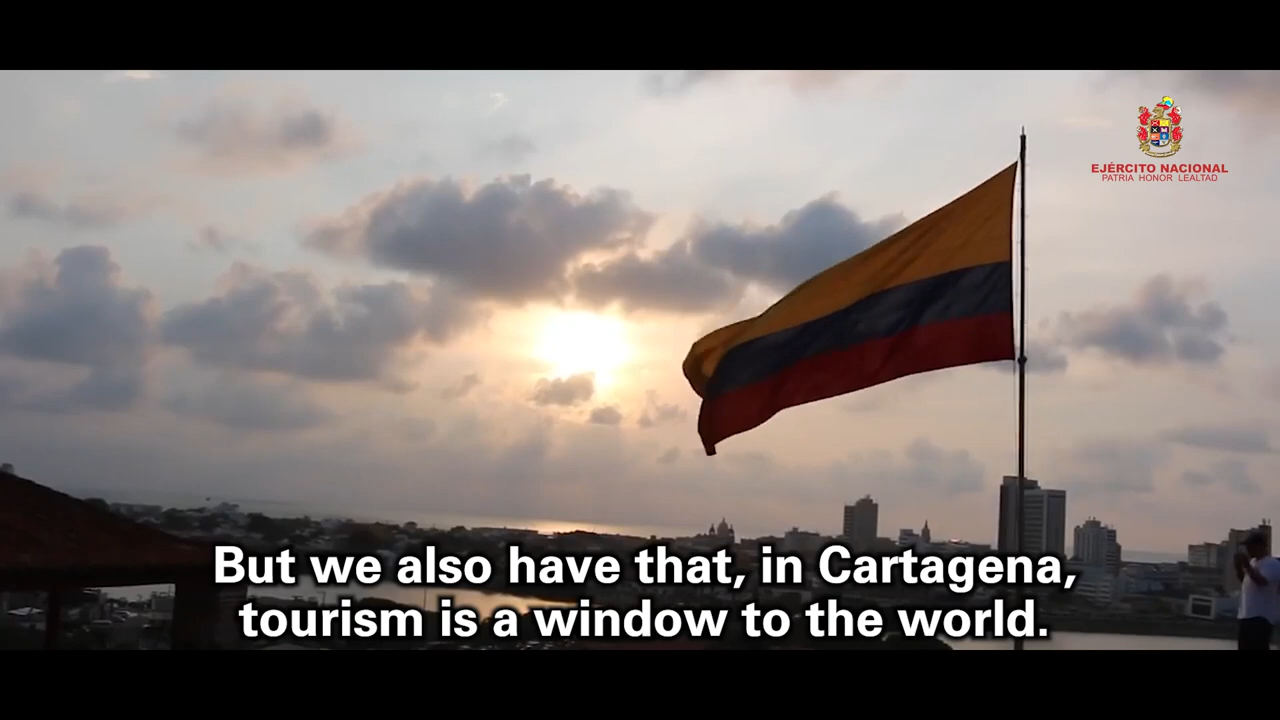 EJÉRCITO NACIONAL
PATRIA HONOR LEALTAD
But we also have that, in Cartagena,
tourism is a window to the world.